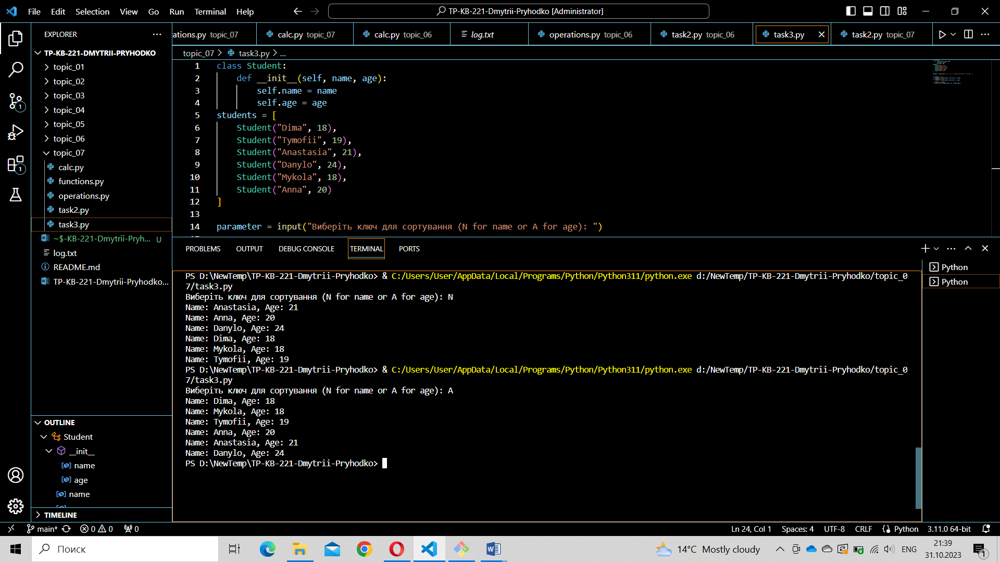 File Edit Selection View Go Run Terminal Help
TP-KB-221-Dmytrii-Pryhodko [Administrator]
EXPLORER
TP-KB-221-DMYTRII-PRYHODKO
topic_01
topic_02
topic_03
topic_04
topic_05
topic_06
topic_07
calc.py
functions.py
operations.py
task2.py
task3.py
~$-KB-221-Dmytrii-Pryh... U
log.txt
README.md
TP-KB-221-Dmytrii-Pryhodko...
OUTLINE
Student
__init__
name
age
name
TIMELINE
1
1
ations.py topic_07 calc.py topic_07 calc.py topic_06 log.txt operations.py topic_06 task2.py topic_06 task3.py task2.py topic_07
topic_07 > task3.py > ...
1 class Student:
2 def __init__(self, name, age):
3 self.name = name
4 self.age = age
5 students = [
6 Student("Dima", 18),
7 Student("Tymofii", 19),
8 Student("Anastasia", 21),
9 Student("Danylo", 24),
10 Student("Mykola", 18),
11 Student("Anna", 20)
12 ]
13
14 parameter = input("Виберіть ключ для сортування (N for name or A for age): ")
PROBLEMS OUTPUT DEBUG CONSOLE TERMINAL PORTS
PS D:\NewTemp\TP-KB-221-Dmytrii-Pryhodko> & C:/Users/User/AppData/Local/Programs/Python/Python311/python.exe d:/NewTemp/TP-KB-221-Dmytrii-Pryhodko/topic_0
7/task3.py
Виберіть ключ для сортування (N for name or A for age): N
Name: Anastasia, Age: 21
Name: Anna, Age: 20
Name: Danylo, Age: 24
Name: Dima, Age: 18
Name: Mykola, Age: 18
Name: Tymofii, Age: 19
PS D:\NewTemp\TP-KB-221-Dmytrii-Pryhodko> & C:/Users/User/AppData/Local/Programs/Python/Python311/python.exe d:/NewTemp/TP-KB-221-Dmytrii-Pryhodko/topic_0
7/task3.py
Виберіть ключ для сортування (N for name or A for age): A
Name: Dima, Age: 18
Name: Mykola, Age: 18
Name: Tymofii, Age: 19
Name: Anna, Age: 20
Name: Anastasia, Age: 21
Name: Danylo, Age: 24
PS D:\NewTemp\TP-KB-221-Dmytrii-Pryhodko>
Python
Python
main* 0 0 0
Ln 24, Col 1 Spaces: 4 UTF-8 CRLF Python 3.11.0 64-bit
Поиск
14°C Mostly cloudy
ENG
21:39
31.10.2023
1